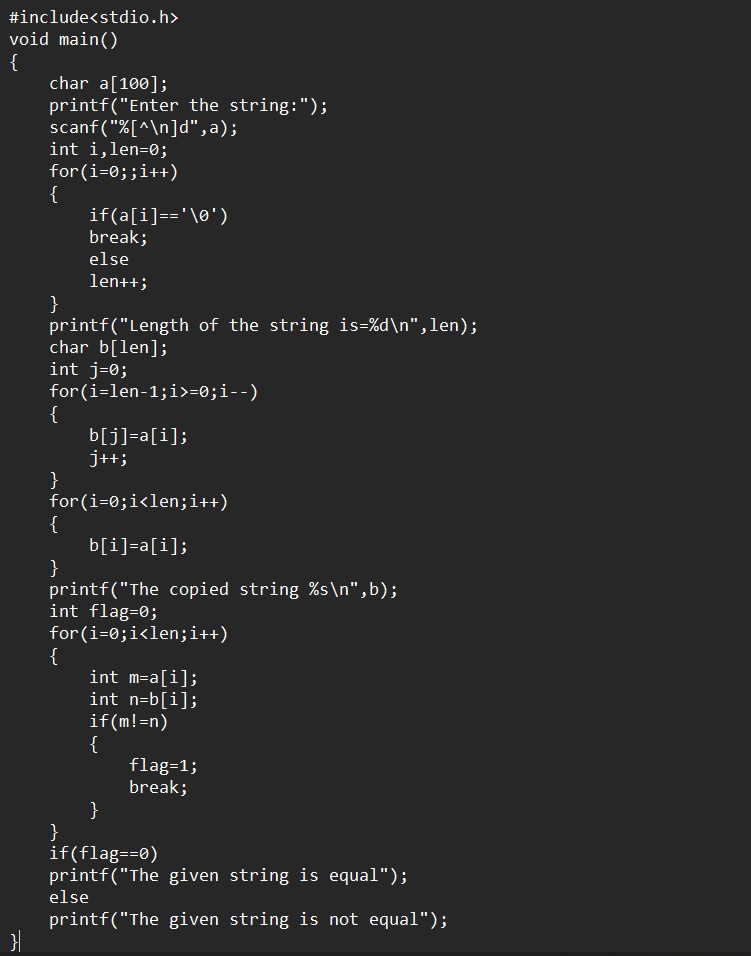 #include<stdio.h>
void main()
{
    char a[100];
    printf("Enter the string:");
    scanf("%[^\n]d",a);
    int i,len=0;
    for(i=0;;i++)
    {
        if(a[i]=='\0')
        break;
        else
        len++;
    }
    printf("Length of the string is=%d\n",len);
    char b[len];
    int j=0;
    for(i=len-1;i>=0;i--)
    {
        b[j]=a[i];
        j++;
    }
    for(i=0;i<len;i++)
    {
        b[i]=a[i];
    }
    printf("The copied string %s\n",b);
    int flag=0;
    for(i=0;i<len;i++)
    {
        int m=a[i];
        int n=b[i];
        if(m!=n)
        {
            flag=1;
            break;
        }
    }
    if(flag==0)
    printf("The given string is equal");
    else
    printf("The given string is not equal");
}